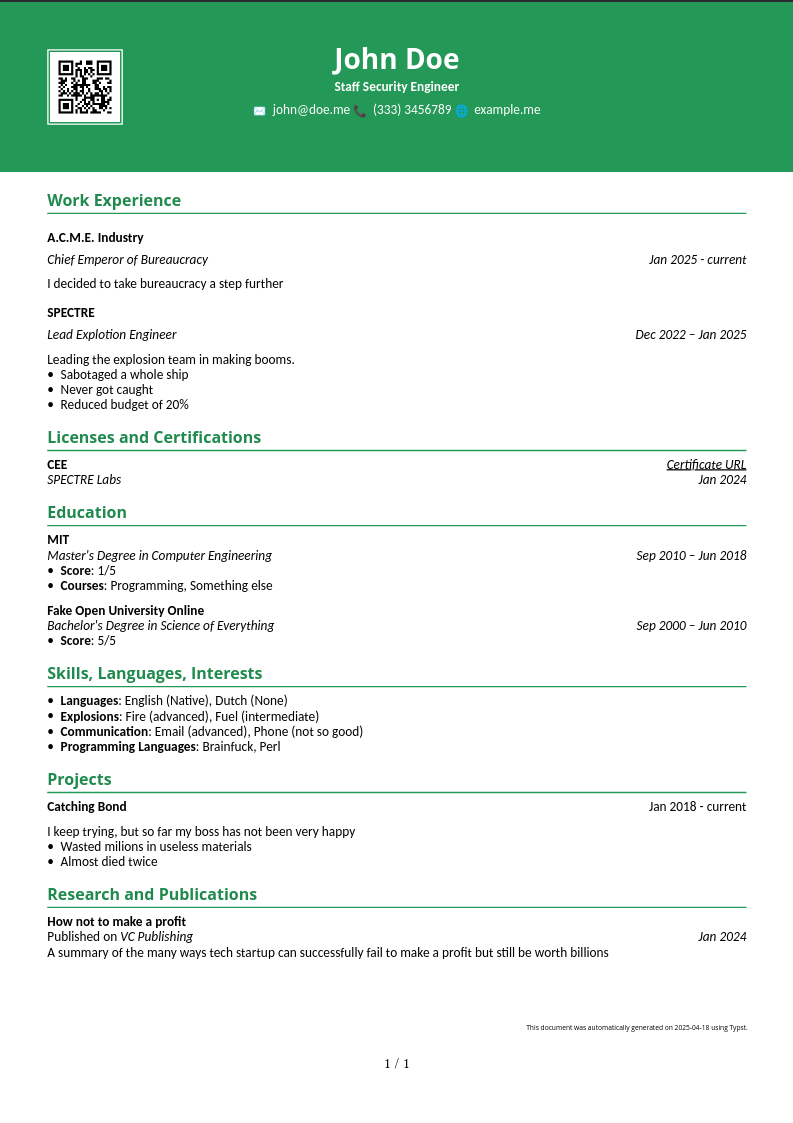 John Doe
Staff Security Engineer
john@doe.me (333) 3456789 example.me
Work Experience
A.C.M.E. Industry
Chief Emperor of Bureaucracy Jan 2025 - current
I decided to take bureaucracy a step further
SPECTRE
Lead Explotion Engineer Dec 2022 – Jan 2025
Leading the explosion team in making booms.
• Sabotaged a whole ship
• Never got caught
• Reduced budget of 20%
Licenses and Certifications
CEE Certificate URL
SPECTRE Labs Jan 2024
Education
MIT
Master's Degree in Computer Engineering Sep 2010 – Jun 2018
• Score: 1/5
• Courses: Programming, Something else
Fake Open University Online
Bachelor's Degree in Science of Everything Sep 2000 – Jun 2010
• Score: 5/5
Skills, Languages, Interests
• Languages: English (Native), Dutch (None)
• Explosions: Fire (advanced), Fuel (intermediate)
• Communication: Email (advanced), Phone (not so good)
• Programming Languages: Brainfuck, Perl
Projects
Catching Bond Jan 2018 - current
I keep trying, but so far my boss has not been very happy
• Wasted milions in useless materials
• Almost died twice
Research and Publications
How not to make a profit
Published on VC Publishing Jan 2024
A summary of the many ways tech startup can successfully fail to make a profit but still be worth billions
This document was automatically generated on 2025-04-18 using Typst.
1 / 1